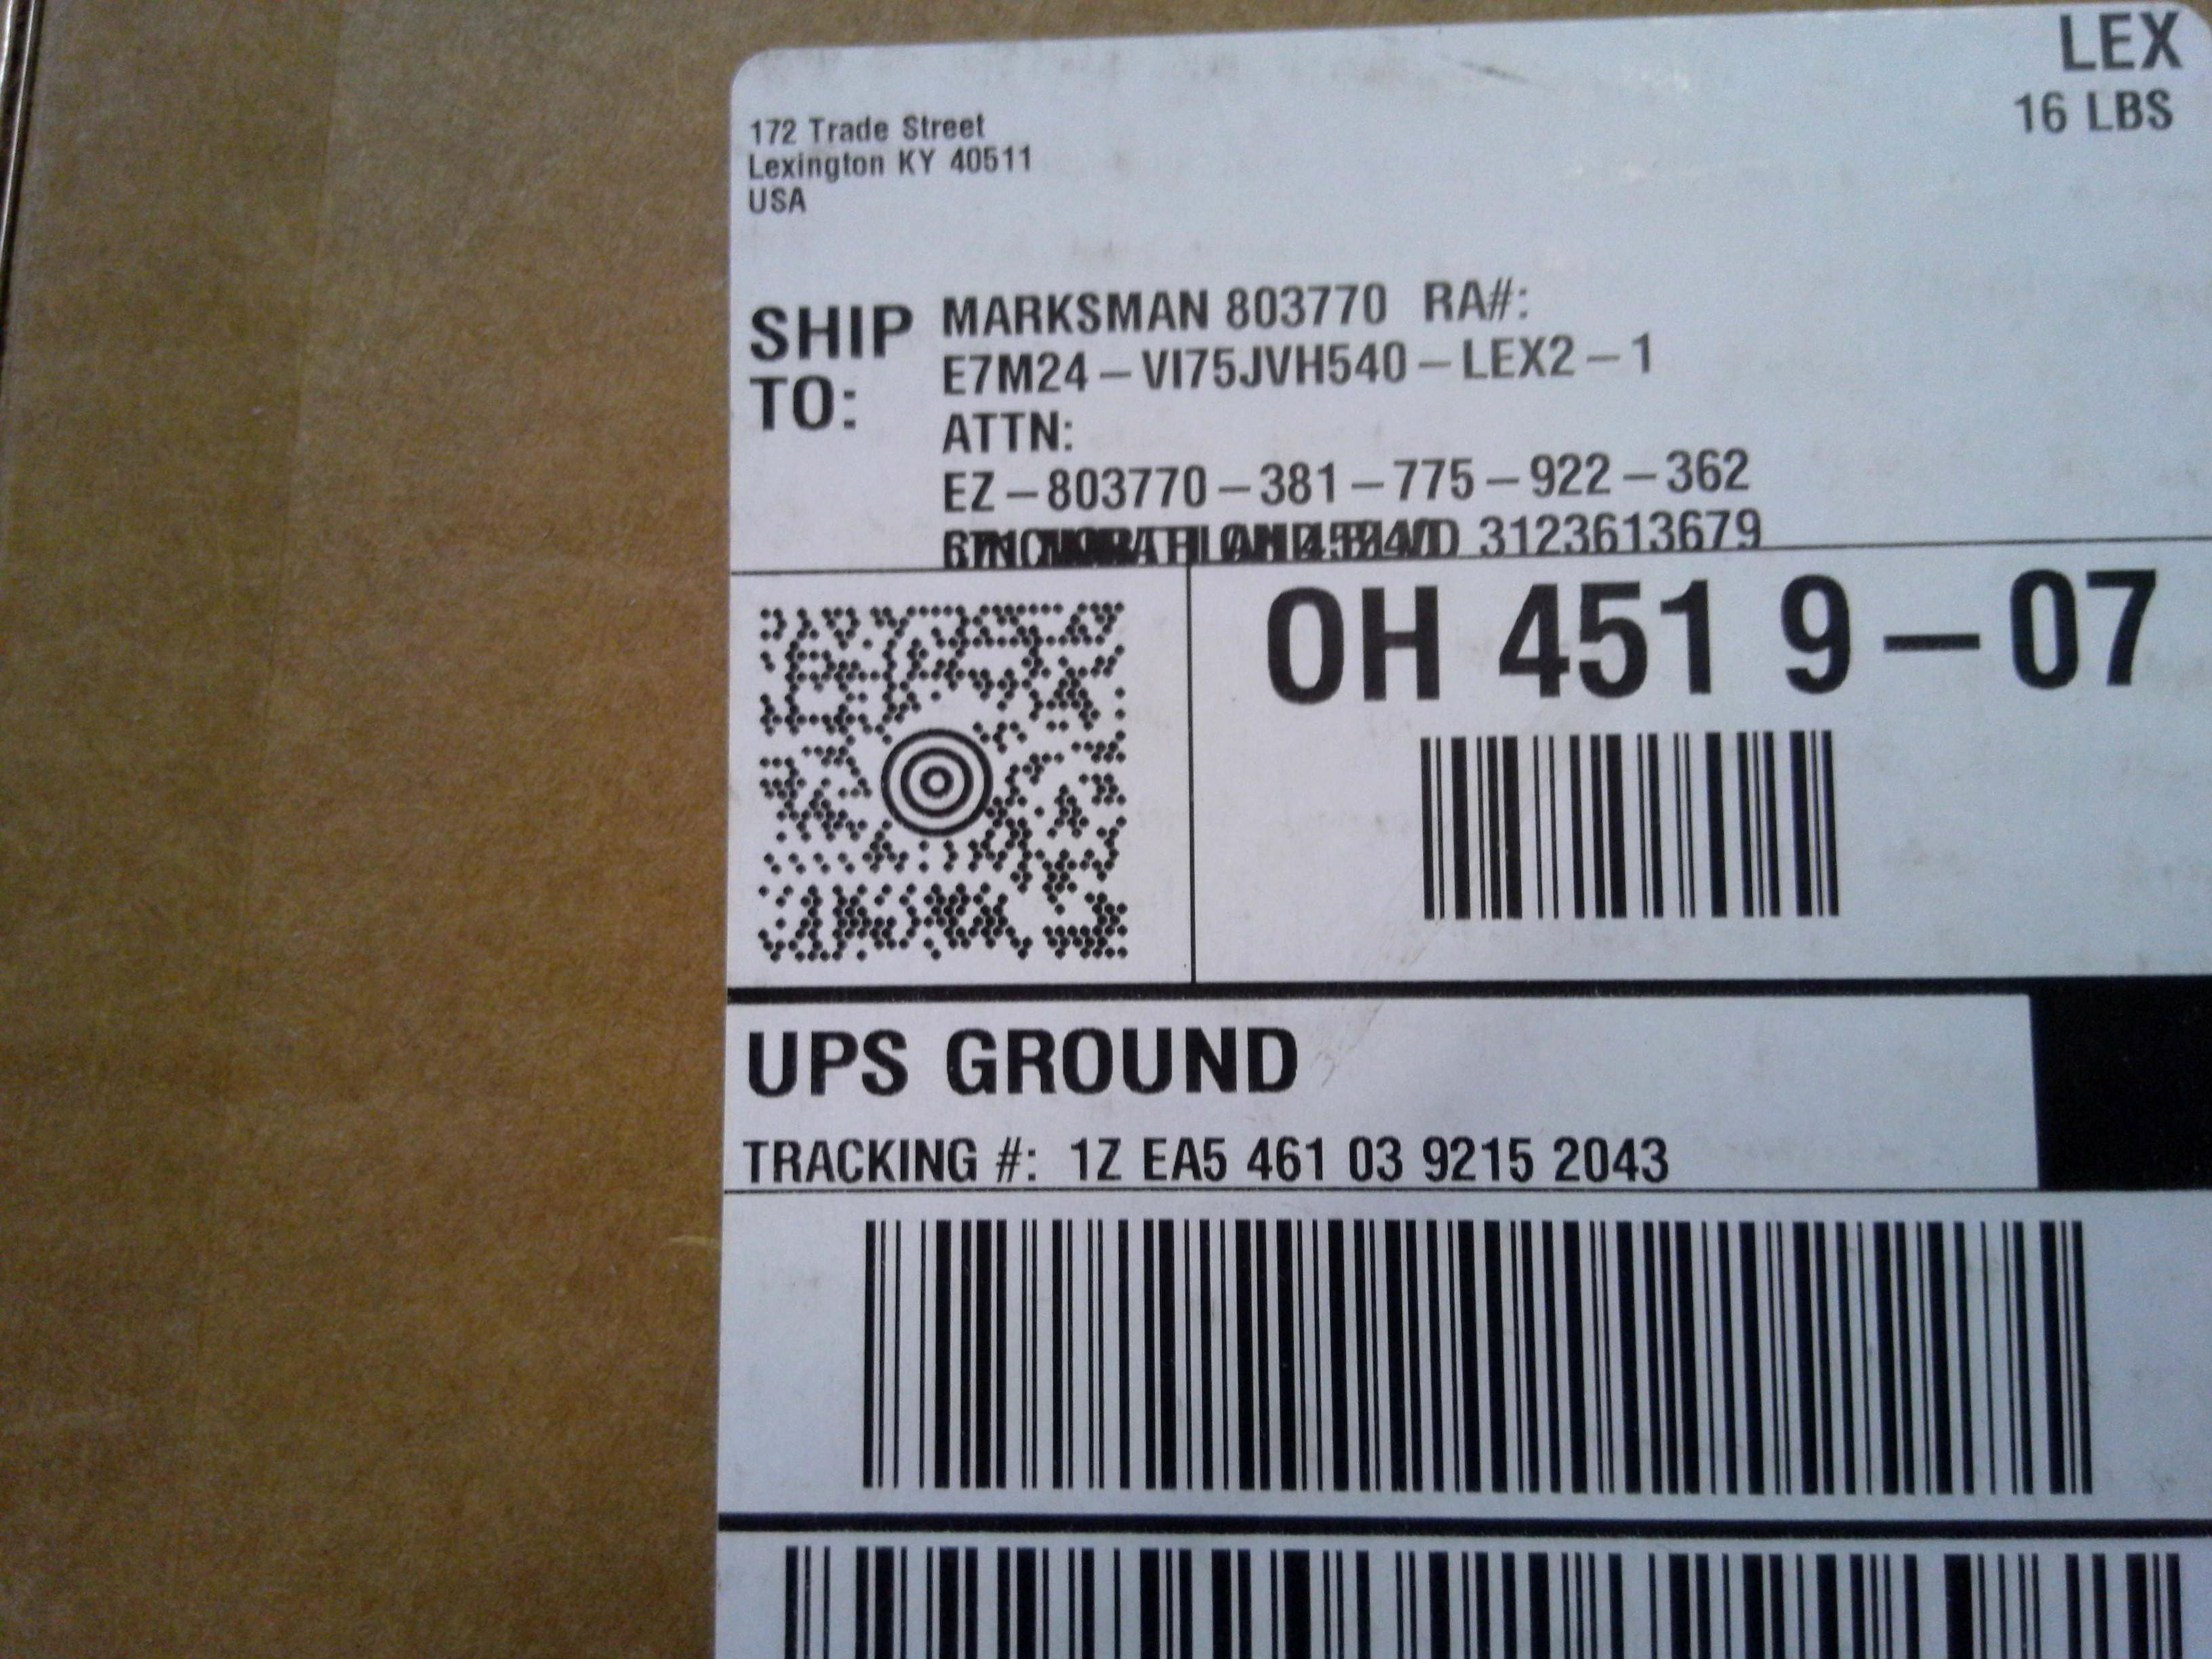 LEX
16 LBS
172 Trade Street
Lexington KY 40511
USA
SHIP TO:
MARKSMAN 803770 RA#:
E7M24-VI75JVH540-LEX2-1
ATTN:
EZ-803770-381-775-922-362
3123613679
OH 451 9-07
UPS GROUND
TRACKING #: 1Z EA5 461 03 9215 2043